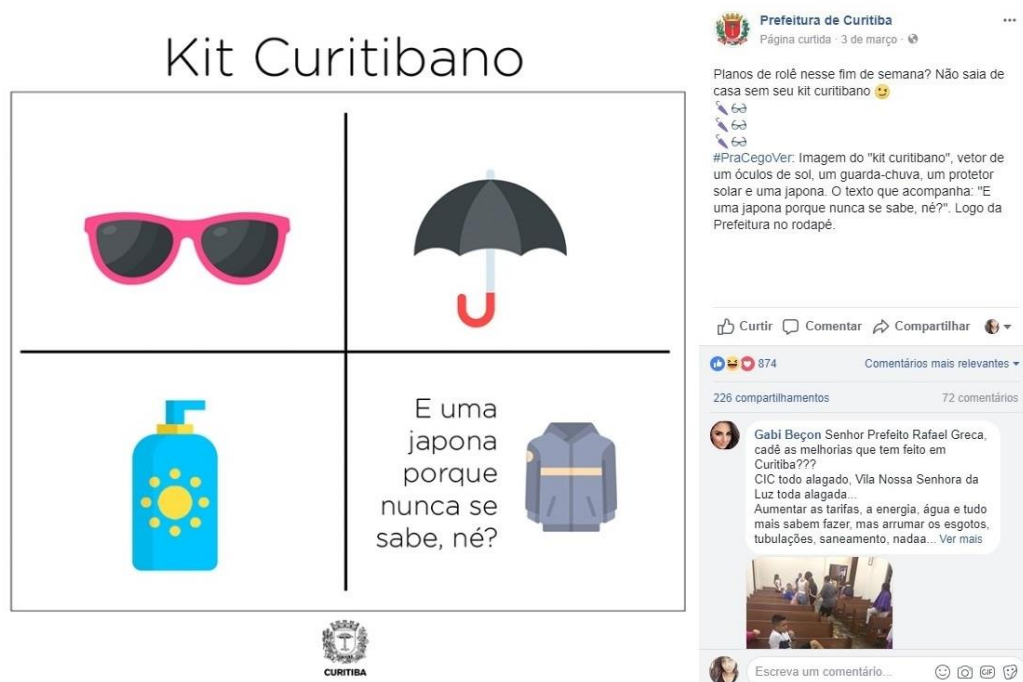 Kit Curitibano
E uma
japona
porque
nunca se
sabe, né?
CURITIBA
Prefeitura de Curitiba
Página curtida · 3 de março ·
Planos de rolê nesse fim de semana? Não saia de
casa sem seu kit curitibano
#PraCegoVer: Imagem do "kit curitibano", vetor de
um óculos de sol, um guarda-chuva, um protetor
solar e uma japona. O texto que acompanha: "E
uma japona porque nunca se sabe, né?". Logo da
Prefeitura no rodapé.
Curtir Comentar Compartilhar
874 Comentários mais relevantes
226 compartilhamentos 72 comentários
Gabi Beçon Senhor Prefeito Rafael Greca,
cadê as melhorias que tem feito em
Curitiba???
CIC todo alagado, Vila Nossa Senhora da
Luz toda alagada...
Aumentar as tarifas, a energia, água e tudo
mais sabem fazer, mas arrumar os esgotos,
tubulações, saneamento, nadaa... Ver mais
Escreva um comentário... GIF